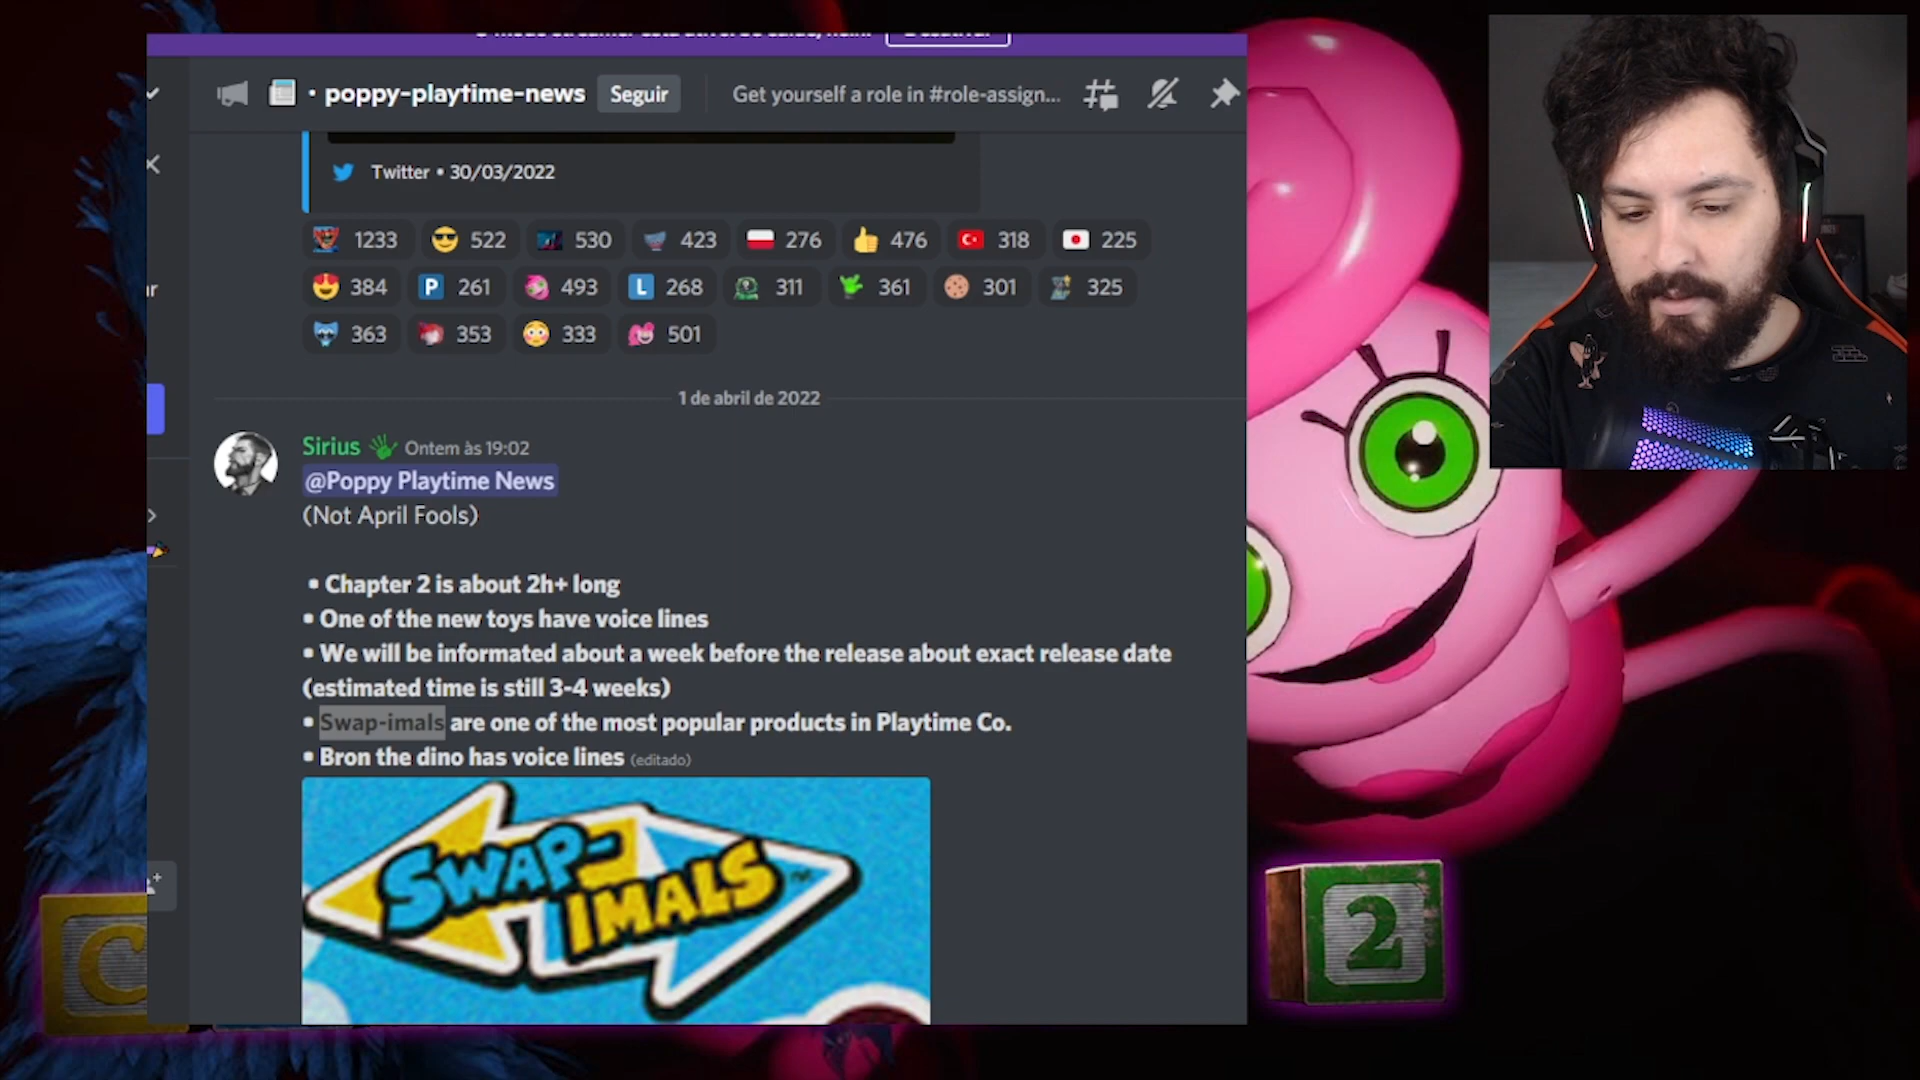 poppy-playtime-news
Seguir
Get yourself a role in #role-assign...
Twitter • 30/03/2022
1233 522 530 423 276 476 318 225
384 P 261 493 L 268 311 361 301 325
363 353 333 501
1 de abril de 2022
Sirius Ontem às 19:02
@Poppy Playtime News
(Not April Fools)
▪ Chapter 2 is about 2h+ long
▪ One of the new toys have voice lines
▪ We will be informated about a week before the release about exact release date
(estimated time is still 3-4 weeks)
▪ Swap-imals are one of the most popular products in Playtime Co.
▪ Bron the dino has voice lines (editado)
SWAP-
IMALS
C
2